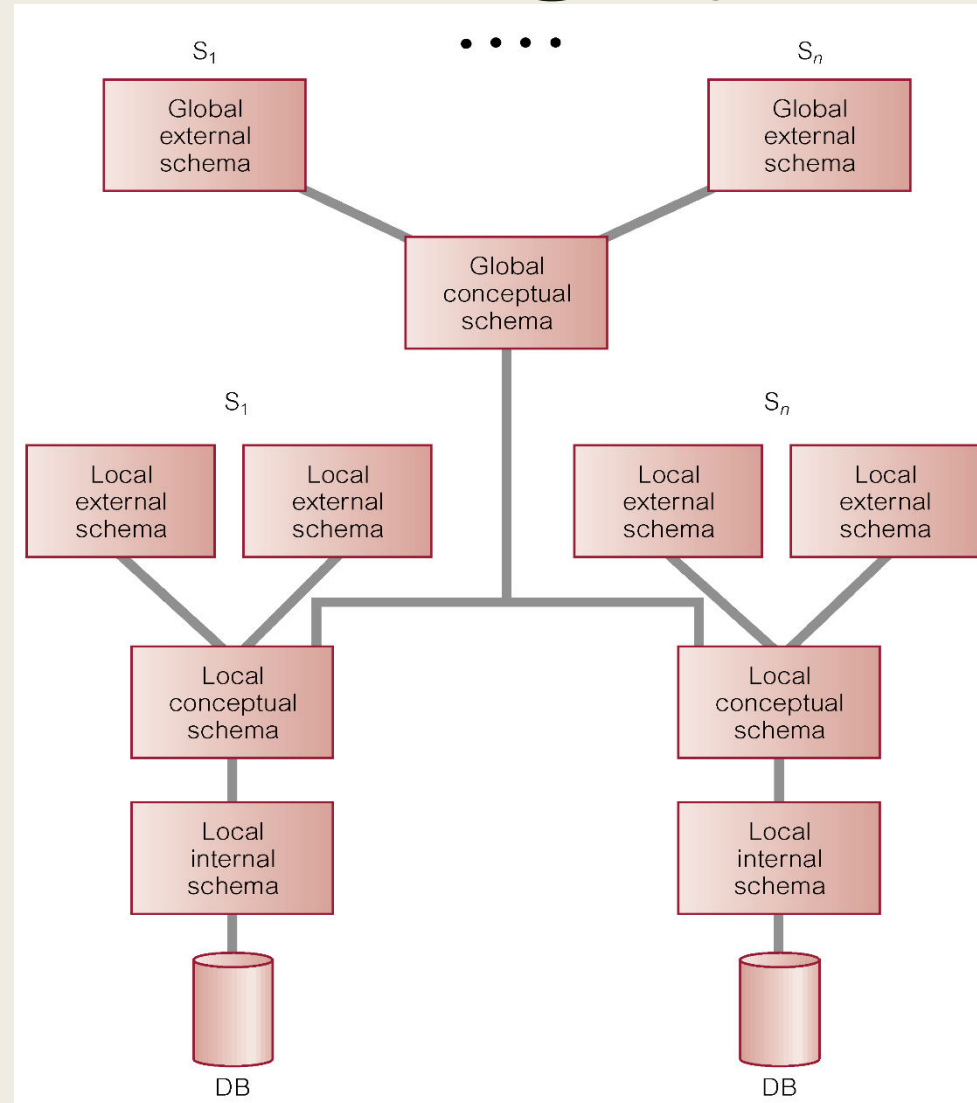 S₁
• • • •
Sₙ
Global
external
schema
Global
external
schema
Global
conceptual
schema
S₁
Sₙ
Local
external
schema
Local
external
schema
Local
external
schema
Local
external
schema
Local
conceptual
schema
Local
conceptual
schema
Local
internal
schema
Local
internal
schema
DB
DB